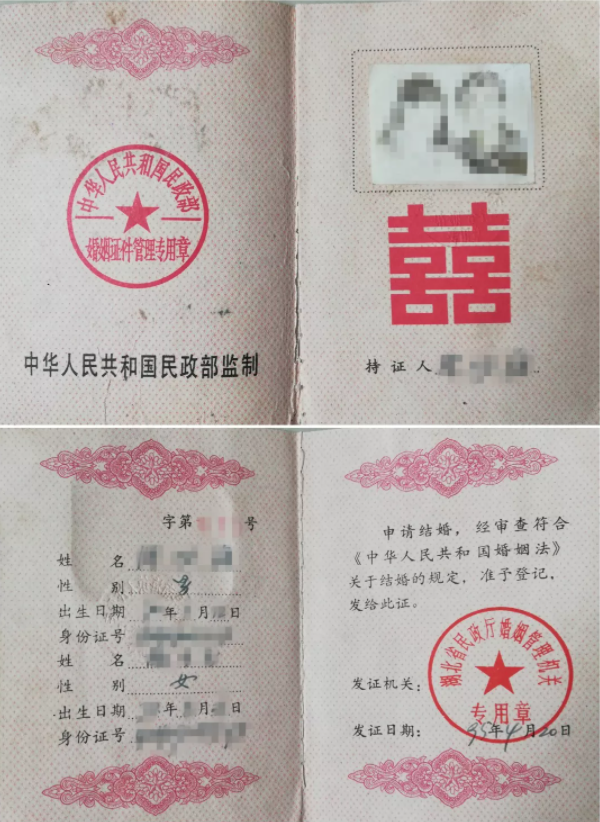 中华人民共和国民政部
婚姻证件管理专用章
中华人民共和国民政部监制
囍
持证人
字第 号
姓 名
性 别 男
出生日期 年 月 日
身份证号
姓 名
性 别 女
出生日期 年 月 日
身份证号
申请结婚，经审查符合
《中华人民共和国婚姻法》
关于结婚的规定，准予登记，
发给此证。
湖北省民政厅婚姻管理机关
专用章
发证机关：
发证日期： 95年4月20日